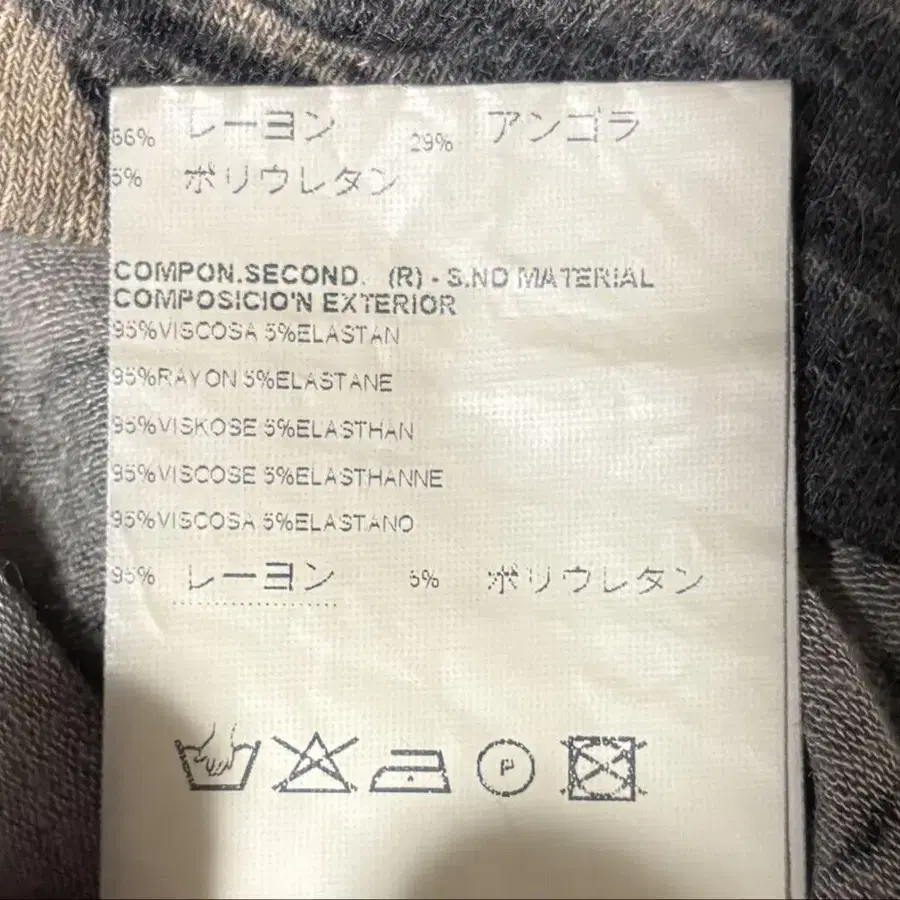 66% レーヨン 29% アンゴラ
5% ポリウレタン
COMPON.SECOND. (R) - S.ND MATERIAL
COMPOSICIO'N EXTERIOR
95%VISCOSA 5%ELASTAN
95%RAYON 5%ELASTANE
95%VISKOSE 5%ELASTHAN
95%VISCOSE 5%ELASTHANNE
95%VISCOSA 5%ELASTANO
95% レーヨン 5% ポリウレタン
P